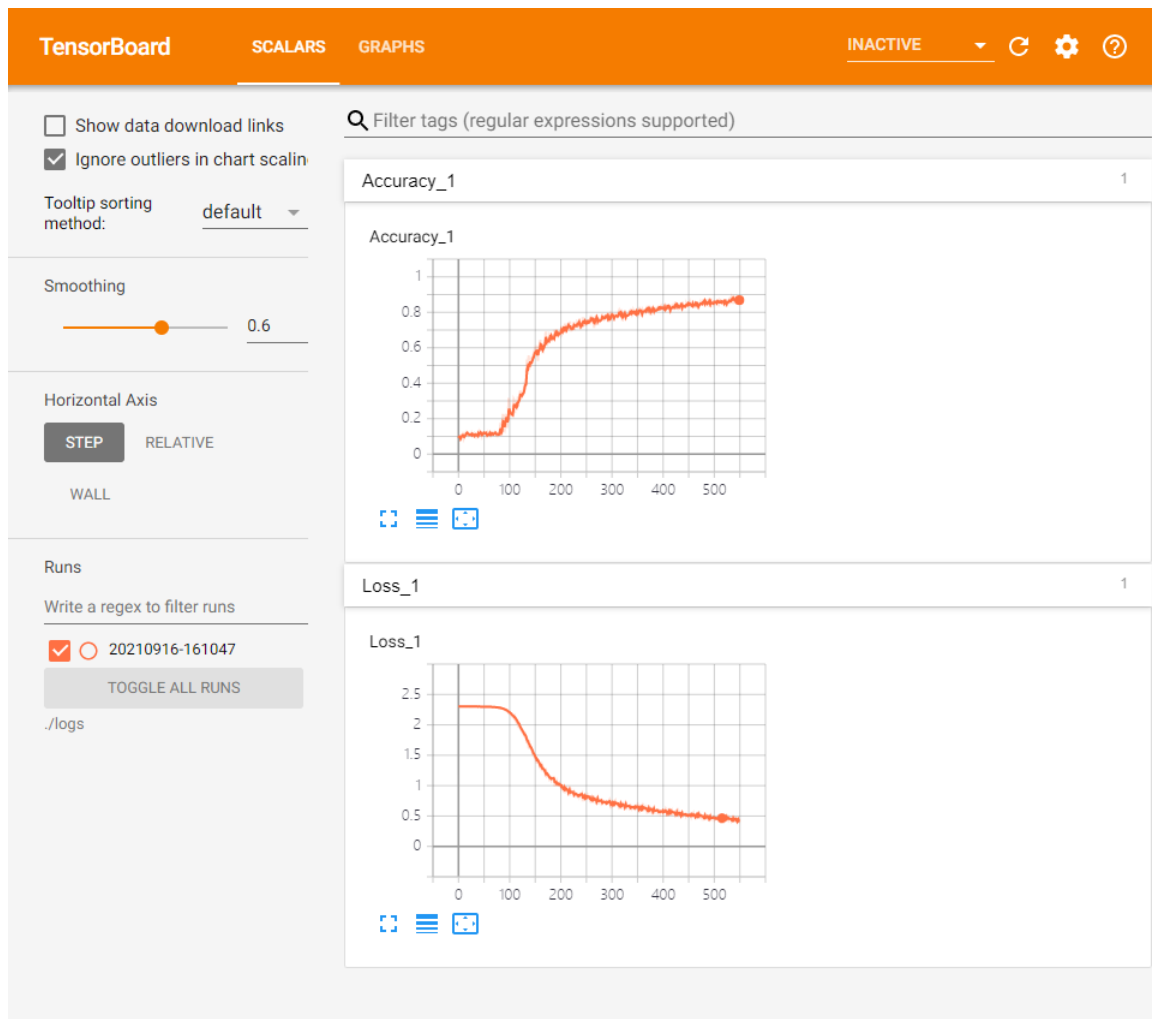 TensorBoard SCALARS GRAPHS INACTIVE
Show data download links
Ignore outliers in chart scalin
Tooltip sorting
method:
default
Smoothing
0.6
Horizontal Axis
STEP RELATIVE
WALL
Runs
Write a regex to filter runs
20210916-161047
TOGGLE ALL RUNS
./logs
Filter tags (regular expressions supported)
Accuracy_1 1
Accuracy_1
1
0.8
0.6
0.4
0.2
0
0 100 200 300 400 500
Loss_1 1
Loss_1
2.5
2
1.5
1
0.5
0
0 100 200 300 400 500